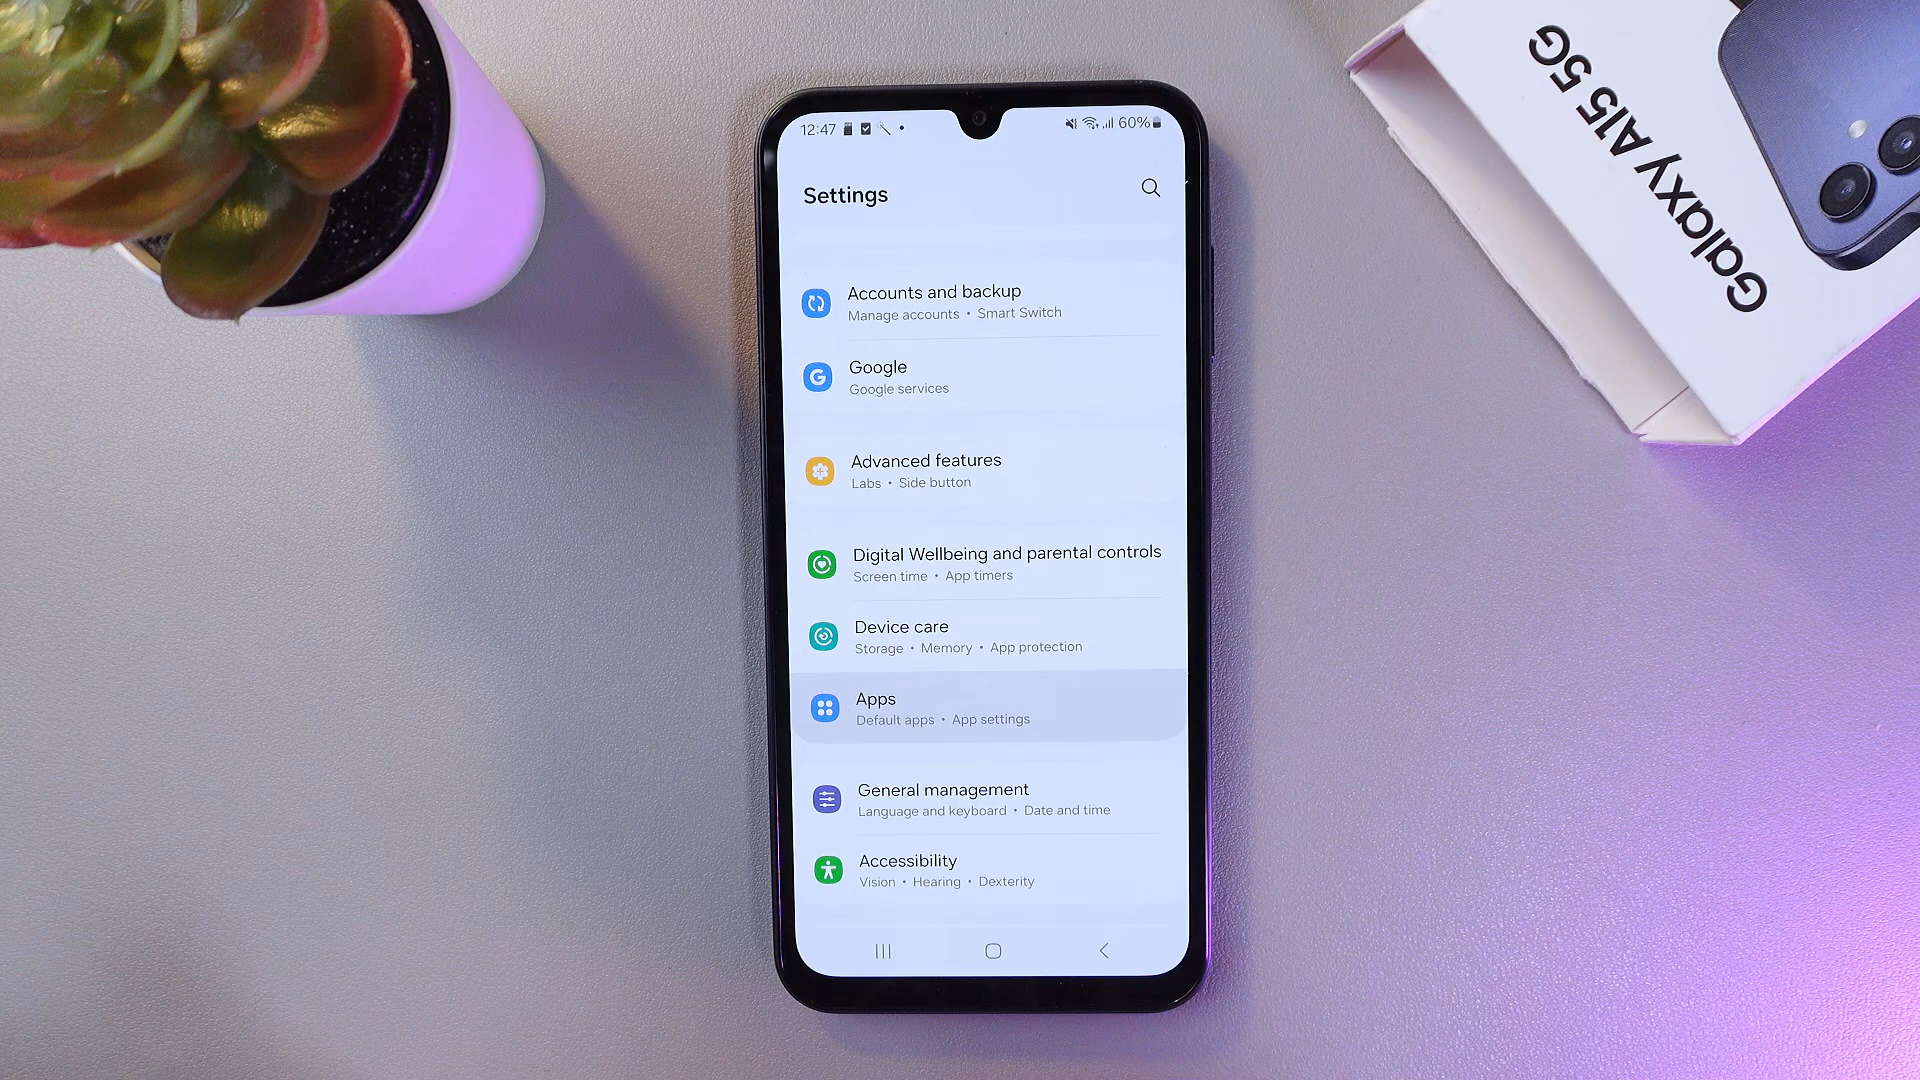 12:47 60%
Settings
Accounts and backup
Manage accounts • Smart Switch
Google
Google services
Advanced features
Labs • Side button
Digital Wellbeing and parental controls
Screen time • App timers
Device care
Storage • Memory • App protection
Apps
Default apps • App settings
General management
Language and keyboard • Date and time
Accessibility
Vision • Hearing • Dexterity
Galaxy A15 5G